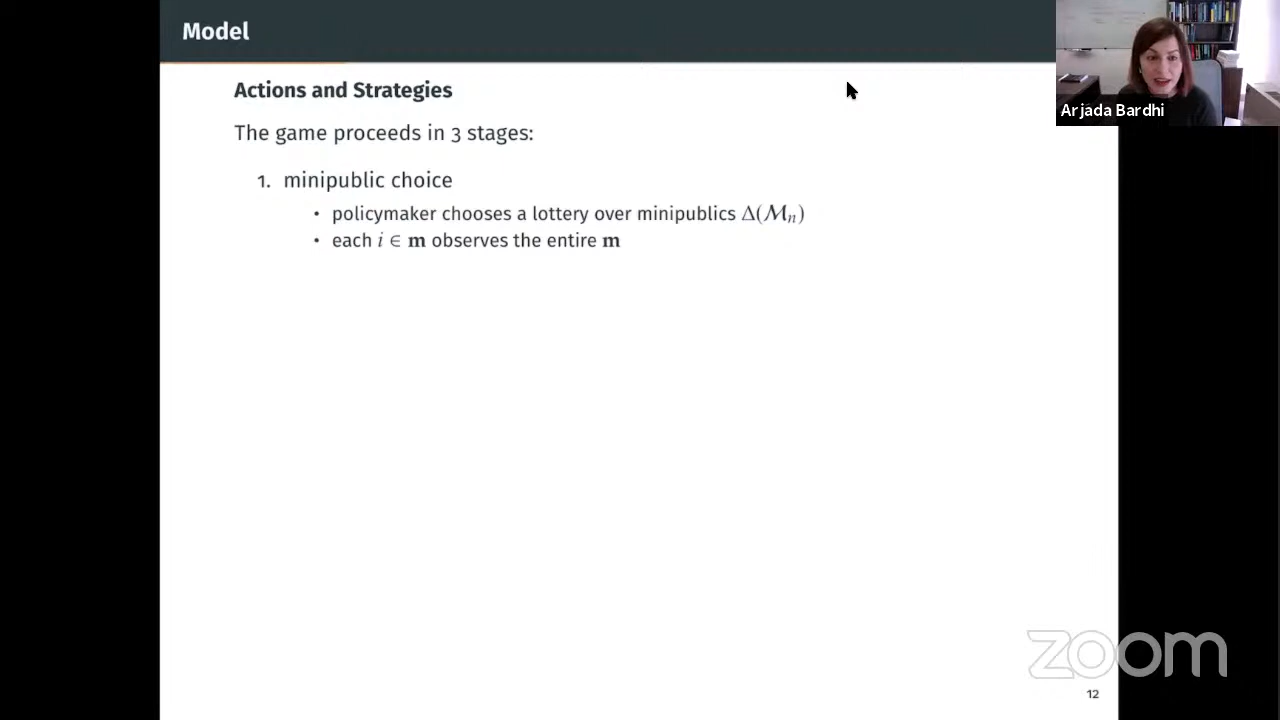 Model
Arjada Bardhi
Actions and Strategies
The game proceeds in 3 stages:
1. minipublic choice
• policymaker chooses a lottery over minipublics Δ(ℳₙ)
• each i ∈ m observes the entire m
zoom
12